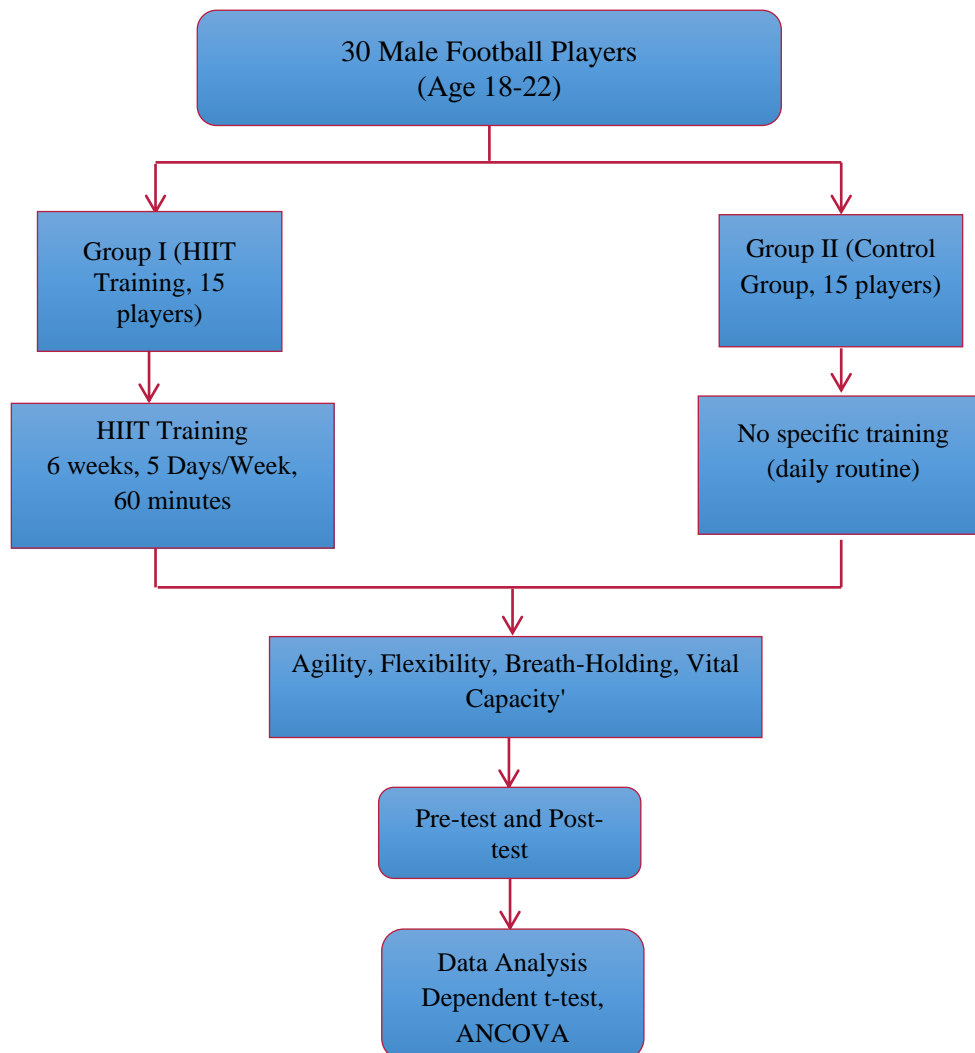 30 Male Football Players
(Age 18-22)
Group I (HIIT
Training, 15
players)
Group II (Control
Group, 15 players)
HIIT Training
6 weeks, 5 Days/Week,
60 minutes
No specific training
(daily routine)
Agility, Flexibility, Breath-Holding, Vital
Capacity'
Pre-test and Post-
test
Data Analysis
Dependent t-test,
ANCOVA